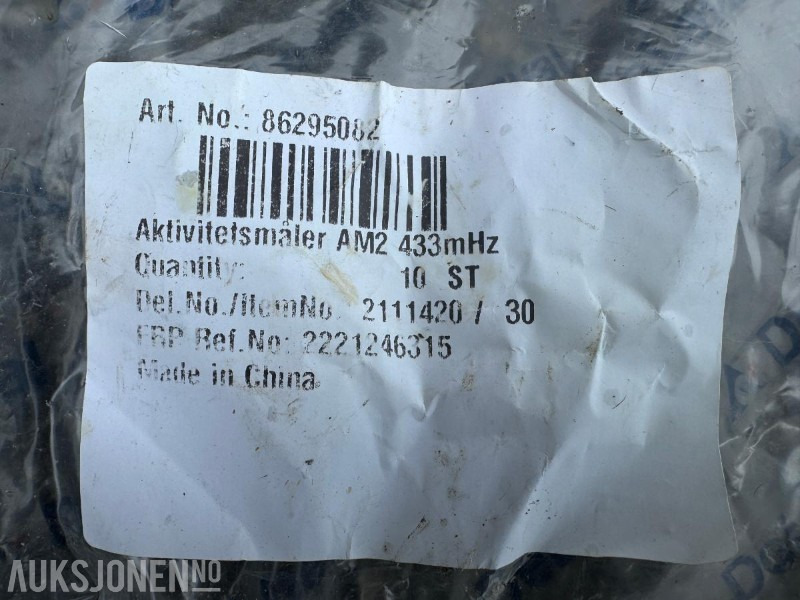 Art. No.: 86295082
Aktivitetsmåler AM2 433mHz
Quantity: 10 ST
Del.No./ItemNo. 2111420 / 30
ERP Ref.No: 2221246315
Made in China
AUKSJONEN.NO